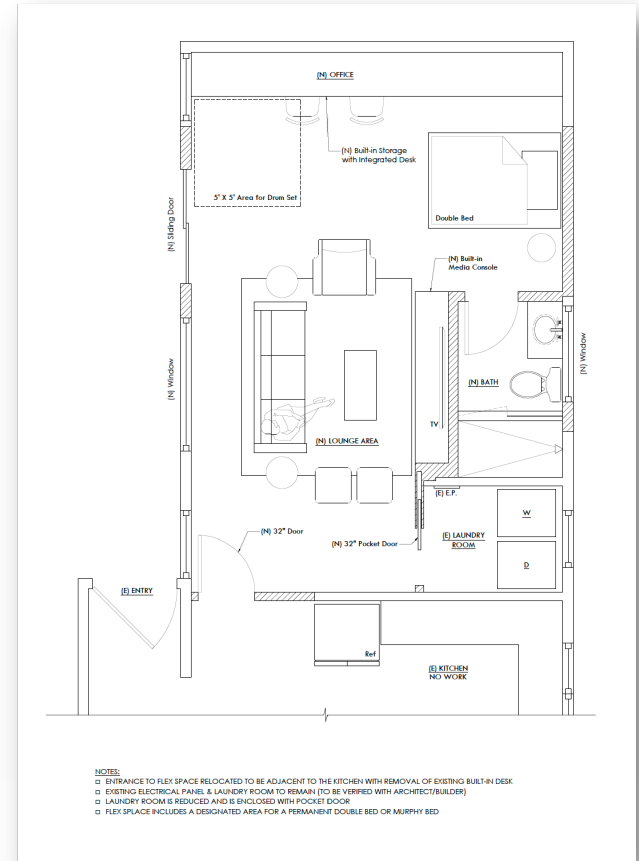 (N) OFFICE
(N) Built-in Storage
with Integrated Desk
5" X 5" Area for Drum Set
Double Bed
(N) Sliding Door
(N) Built-in
Media Console
(N) Window
(N) Window
(N) BATH
TV
(N) LOUNGE AREA
(E) E.P.
W
(N) 32" Door
(N) 32" Pocket Door
(E) LAUNDRY
ROOM
D
(E) ENTRY
Ref
(E) KITCHEN
NO WORK
NOTES:
ENTRANCE TO FLEX SPACE RELOCATED TO BE ADJACENT TO THE KITCHEN WITH REMOVAL OF EXISTING BUILT-IN DESK
EXISTING ELECTRICAL PANEL & LAUNDRY ROOM TO REMAIN (TO BE VERIFIED WITH ARCHITECT/BUILDER)
LAUNDRY ROOM IS REDUCED AND IS ENCLOSED WITH POCKET DOOR
FLEX SPLACE INCLUDES A DESIGNATED AREA FOR A PERMANENT DOUBLE BED OR MURPHY BED